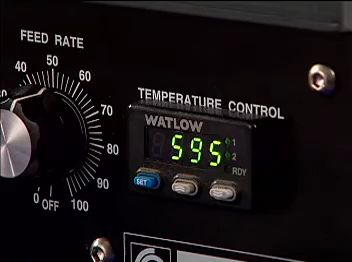 FEED RATE
40 50 60
70
80
90
0 OFF 100
TEMPERATURE CONTROL
WATLOW
595
1
2
RDY
SET